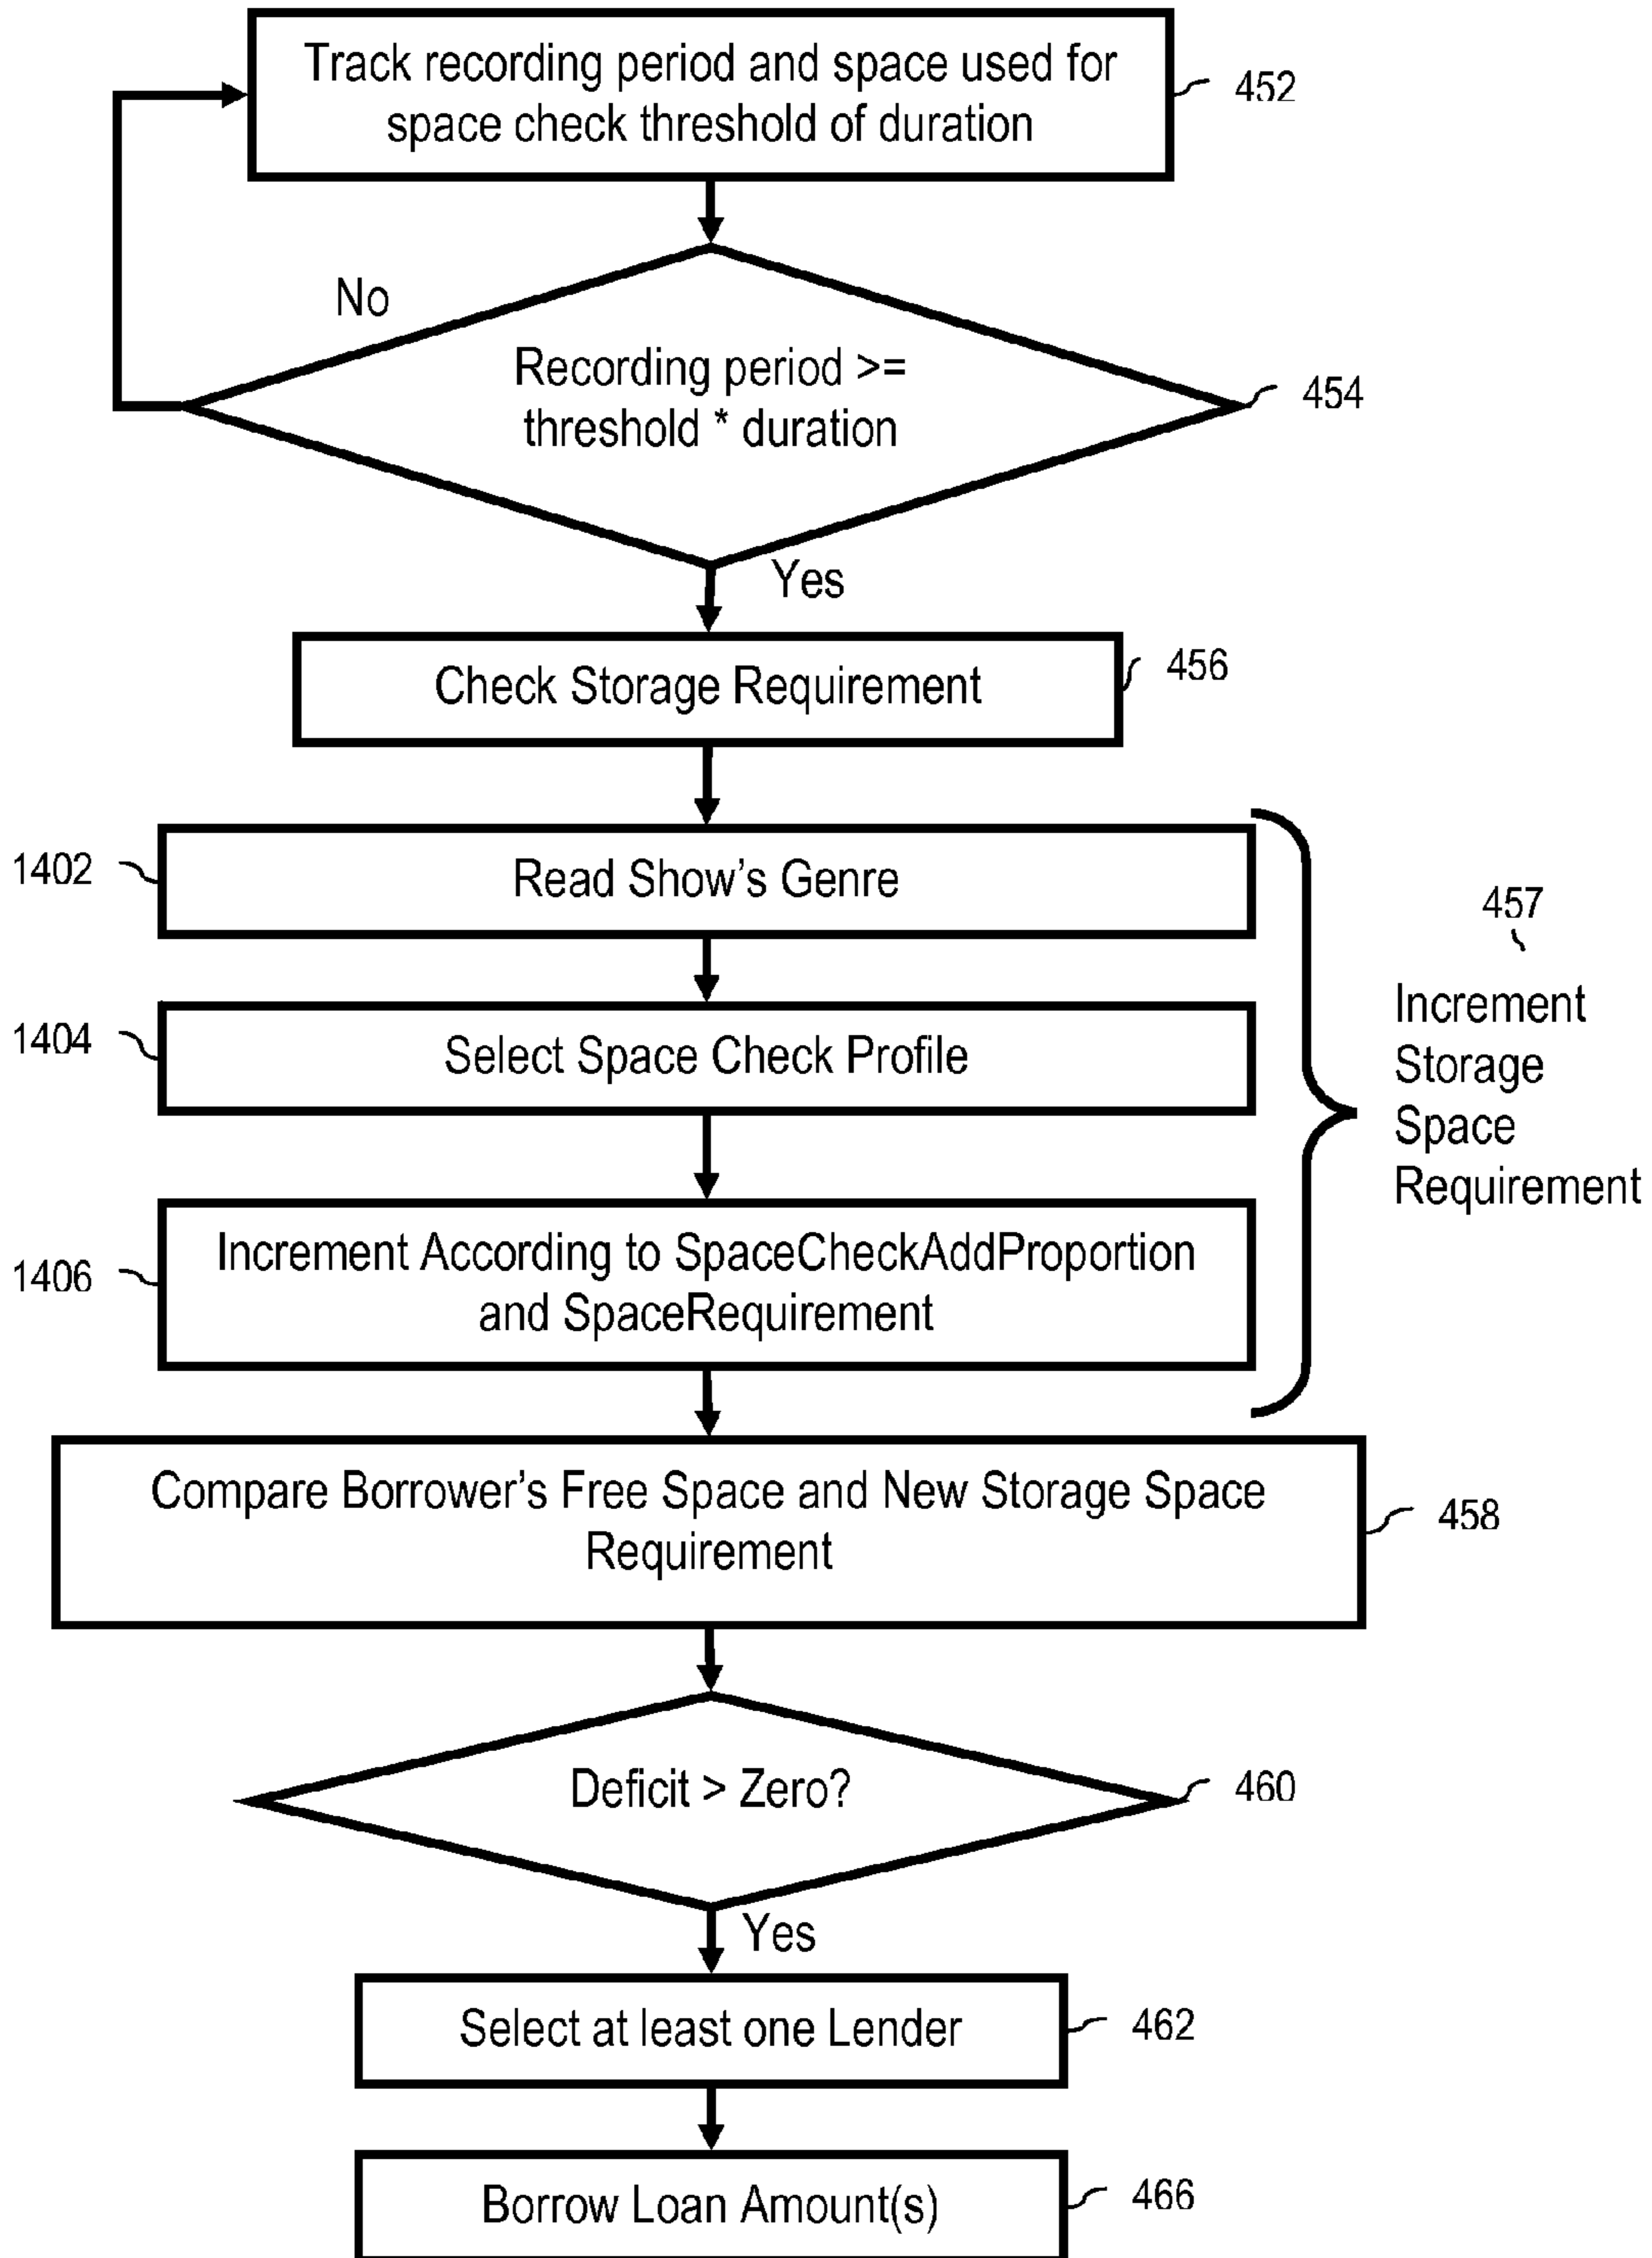 Track recording period and space used for
space check threshold of duration
452
No
Recording period >=
threshold * duration
454
Yes
Check Storage Requirement
456
1402
Read Show's Genre
457
Increment
Storage
Space
Requirement
1404
Select Space Check Profile
1406
Increment According to SpaceCheckAddProportion
and SpaceRequirement
Compare Borrower's Free Space and New Storage Space
Requirement
458
Deficit > Zero?
460
Yes
Select at least one Lender
462
Borrow Loan Amount(s)
466